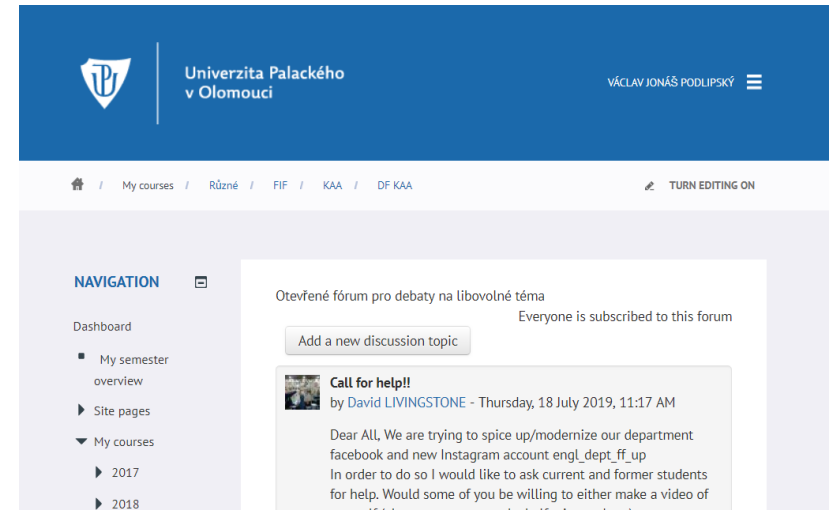 Univerzita Palackého
v Olomouci
VÁCLAV JONÁŠ PODLIPSKÝ
/ My courses / Různé / FIF / KAA / DF KAA
TURN EDITING ON
NAVIGATION
Dashboard
My semester
overview
Site pages
My courses
2017
2018
Otevřené fórum pro debaty na libovolné téma
Everyone is subscribed to this forum
Add a new discussion topic
Call for help!!
by David LIVINGSTONE - Thursday, 18 July 2019, 11:17 AM
Dear All, We are trying to spice up/modernize our department
facebook and new Instagram account engl_dept_ff_up
In order to do so I would like to ask current and former students
for help. Would some of you be willing to either make a video of